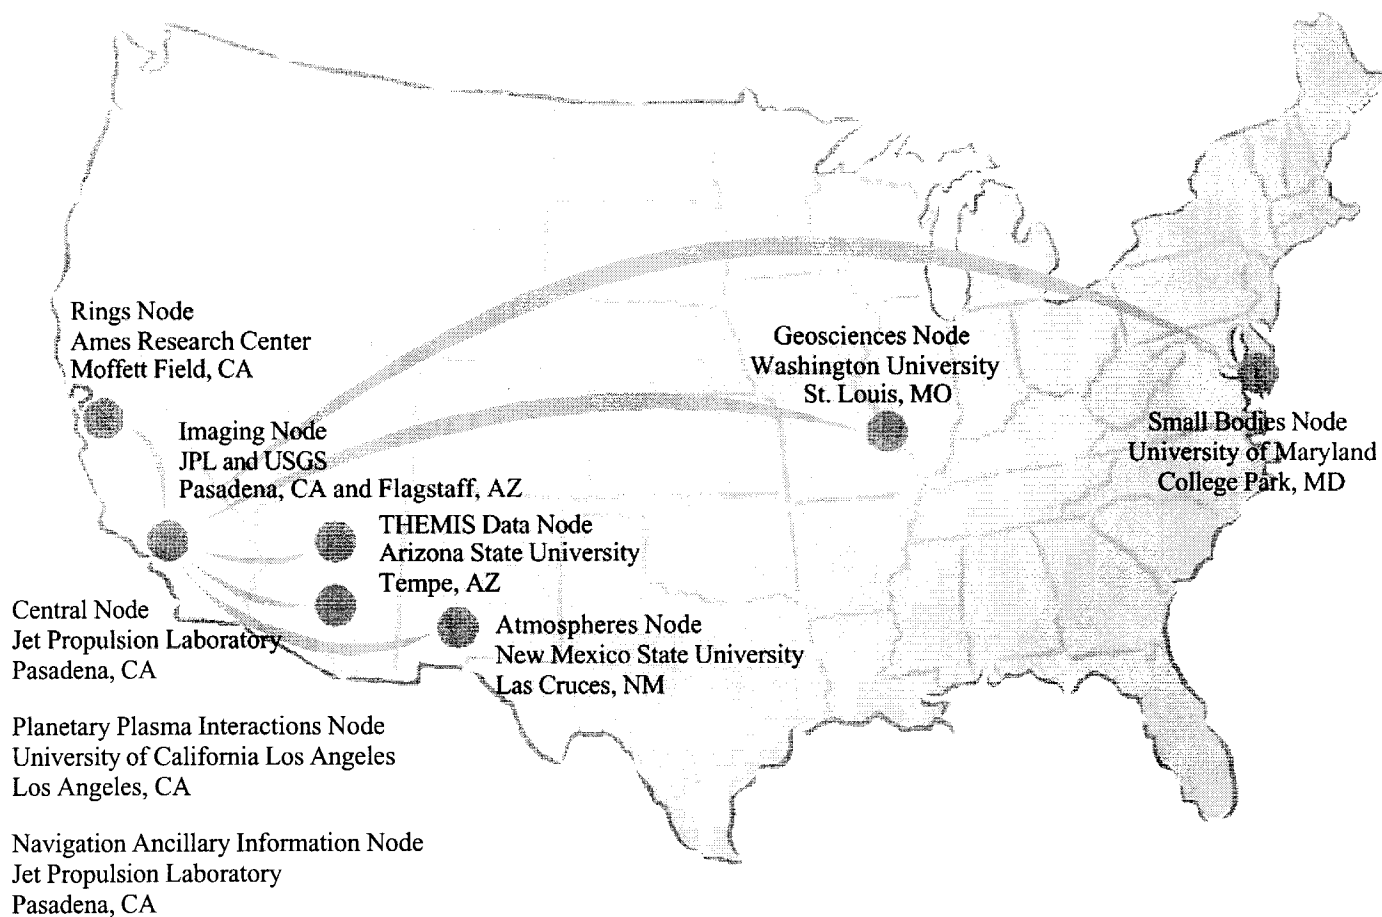 Rings Node
Ames Research Center
Moffett Field, CA
Geosciences Node
Washington University
St. Louis, MO
Imaging Node
JPL and USGS
Pasadena, CA and Flagstaff, AZ
Small Bodies Node
University of Maryland
College Park, MD
THEMIS Data Node
Arizona State University
Tempe, AZ
Central Node
Jet Propulsion Laboratory
Pasadena, CA
Atmospheres Node
New Mexico State University
Las Cruces, NM
Planetary Plasma Interactions Node
University of California Los Angeles
Los Angeles, CA
Navigation Ancillary Information Node
Jet Propulsion Laboratory
Pasadena, CA